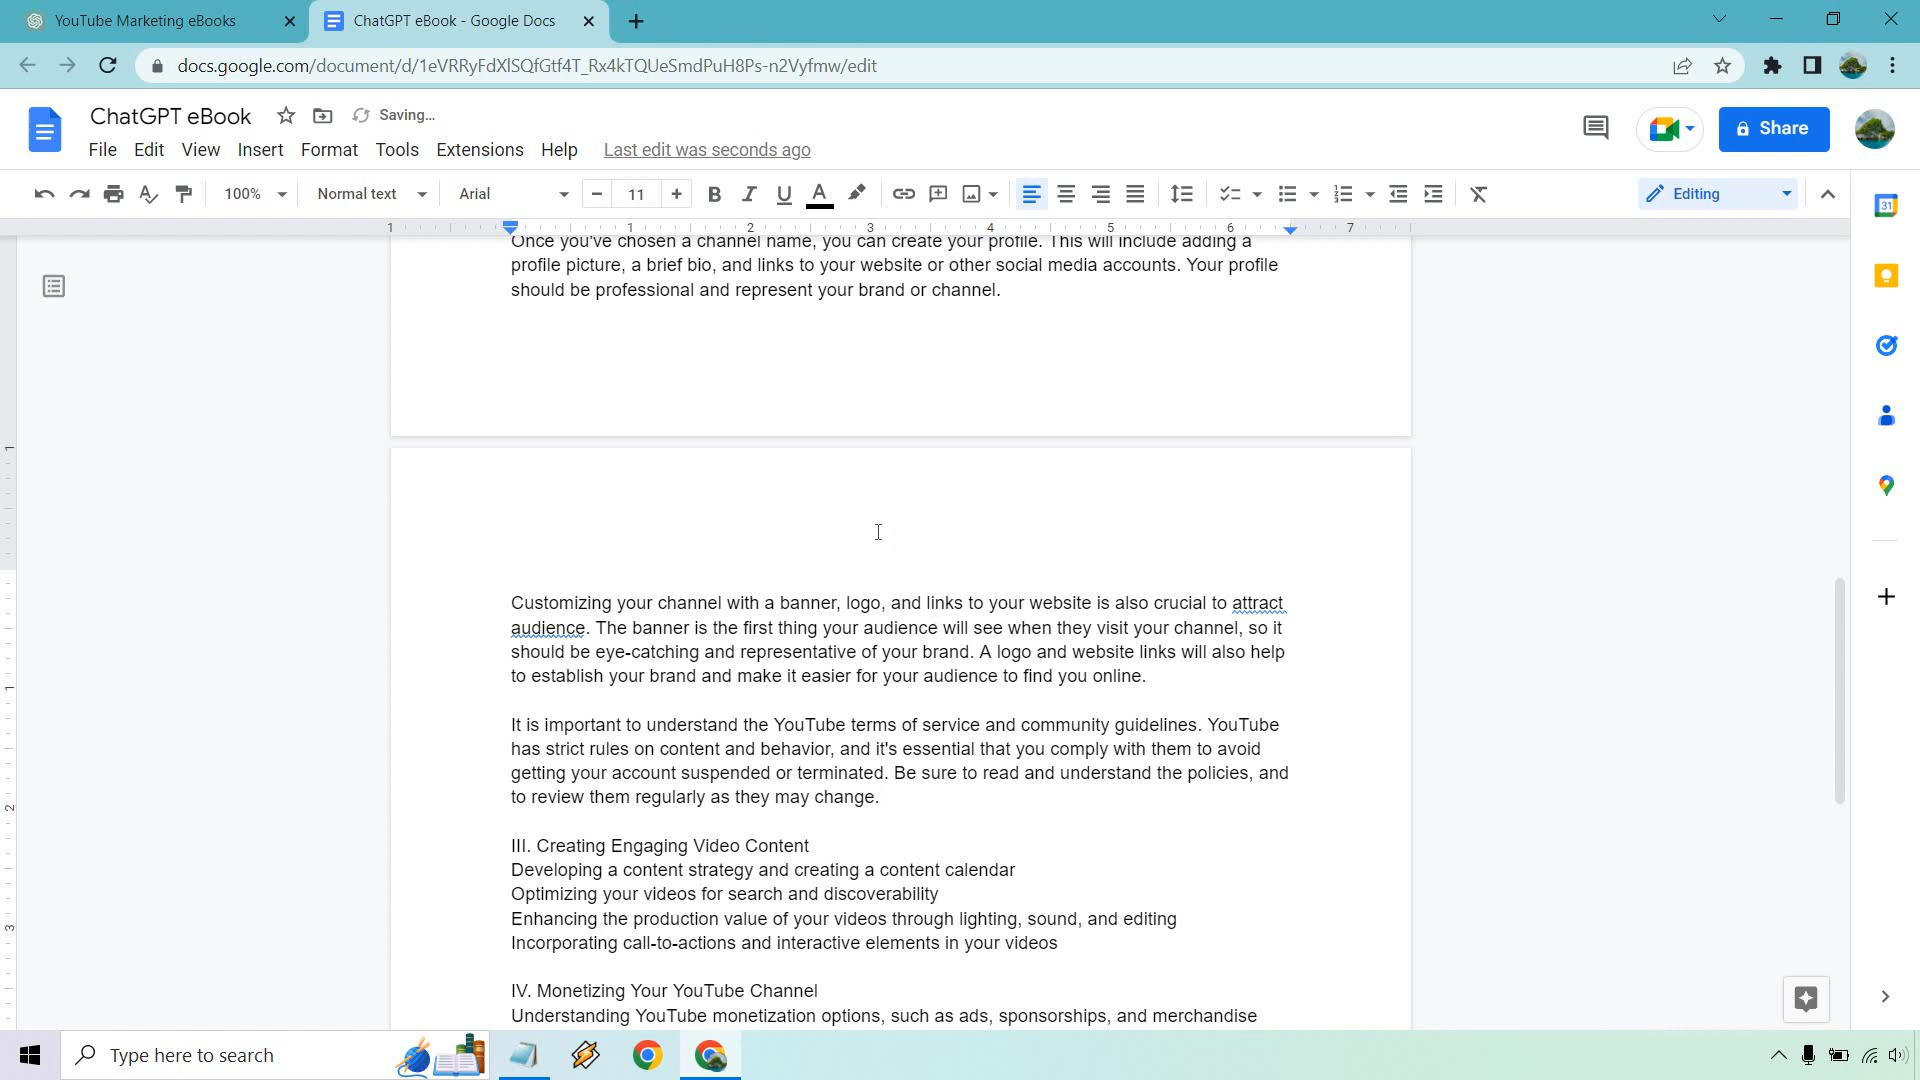 YouTube Marketing eBooks
ChatGPT eBook - Google Docs
docs.google.com/document/d/1eVRRyFdXlSQfGtf4T_Rx4kTQUeSmdPuH8Ps-n2Vyfmw/edit
ChatGPT eBook
Saving...
Share
File Edit View Insert Format Tools Extensions Help Last edit was seconds ago
100% Normal text Arial 11 Editing
1 1 2 3 4 5 6 7
Once you've chosen a channel name, you can create your profile. This will include adding a
profile picture, a brief bio, and links to your website or other social media accounts. Your profile
should be professional and represent your brand or channel.
Customizing your channel with a banner, logo, and links to your website is also crucial to attract
audience. The banner is the first thing your audience will see when they visit your channel, so it
should be eye-catching and representative of your brand. A logo and website links will also help
to establish your brand and make it easier for your audience to find you online.
It is important to understand the YouTube terms of service and community guidelines. YouTube
has strict rules on content and behavior, and it's essential that you comply with them to avoid
getting your account suspended or terminated. Be sure to read and understand the policies, and
to review them regularly as they may change.
III. Creating Engaging Video Content
Developing a content strategy and creating a content calendar
Optimizing your videos for search and discoverability
Enhancing the production value of your videos through lighting, sound, and editing
Incorporating call-to-actions and interactive elements in your videos
IV. Monetizing Your YouTube Channel
Understanding YouTube monetization options, such as ads, sponsorships, and merchandise
1
1
2
3
31
Type here to search